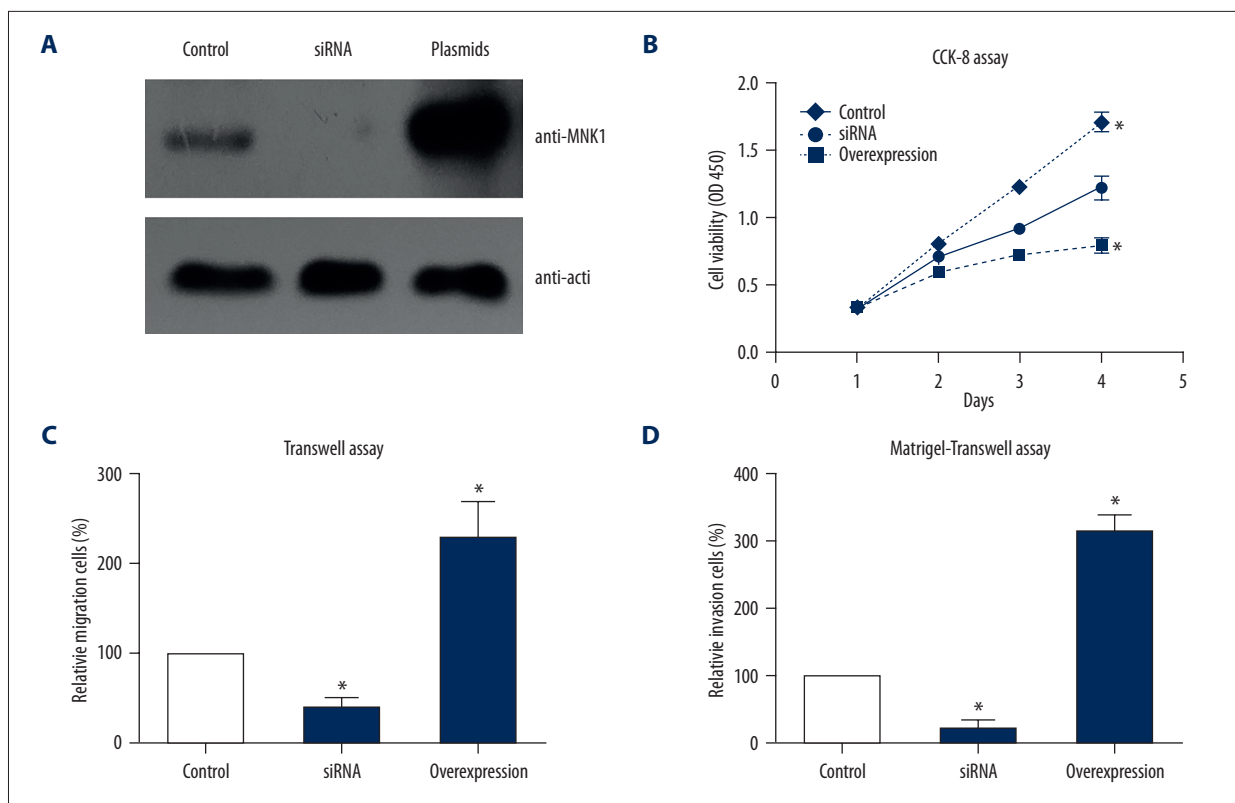 A
Control siRNA Plasmids
anti-MNK1
anti-acti
B
CCK-8 assay
Cell viability (OD 450)
2.0
1.5
1.0
0.5
0.0
Control
siRNA
Overexpression
*
*
0 1 2 3 4 5
Days
C
Transwell assay
Relativie migration cells (%)
300
200
100
0
*
*
Control siRNA Overexpression
D
Matrigel-Transwell assay
Relativie invasion cells (%)
400
300
200
100
0
*
*
Control siRNA Overexpression